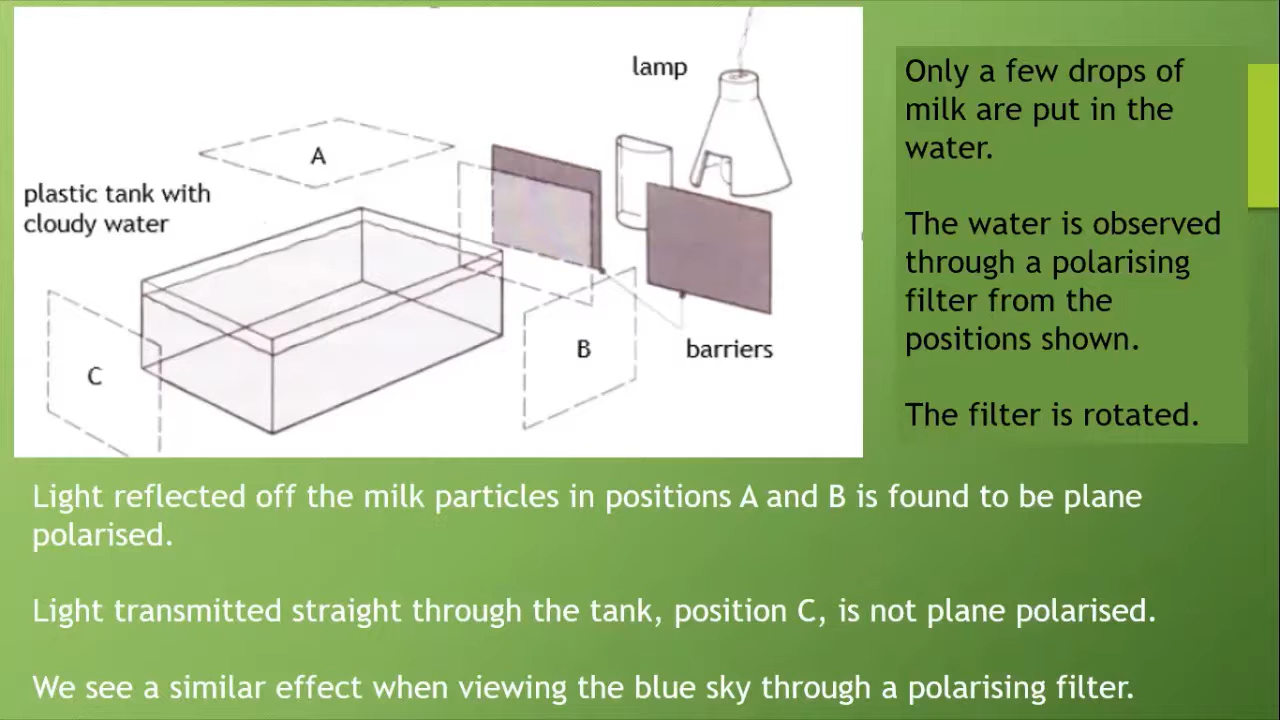 lamp
A
plastic tank with
cloudy water
B
barriers
C
Only a few drops of
milk are put in the
water.
The water is observed
through a polarising
filter from the
positions shown.
The filter is rotated.
Light reflected off the milk particles in positions A and B is found to be plane
polarised.
Light transmitted straight through the tank, position C, is not plane polarised.
We see a similar effect when viewing the blue sky through a polarising filter.